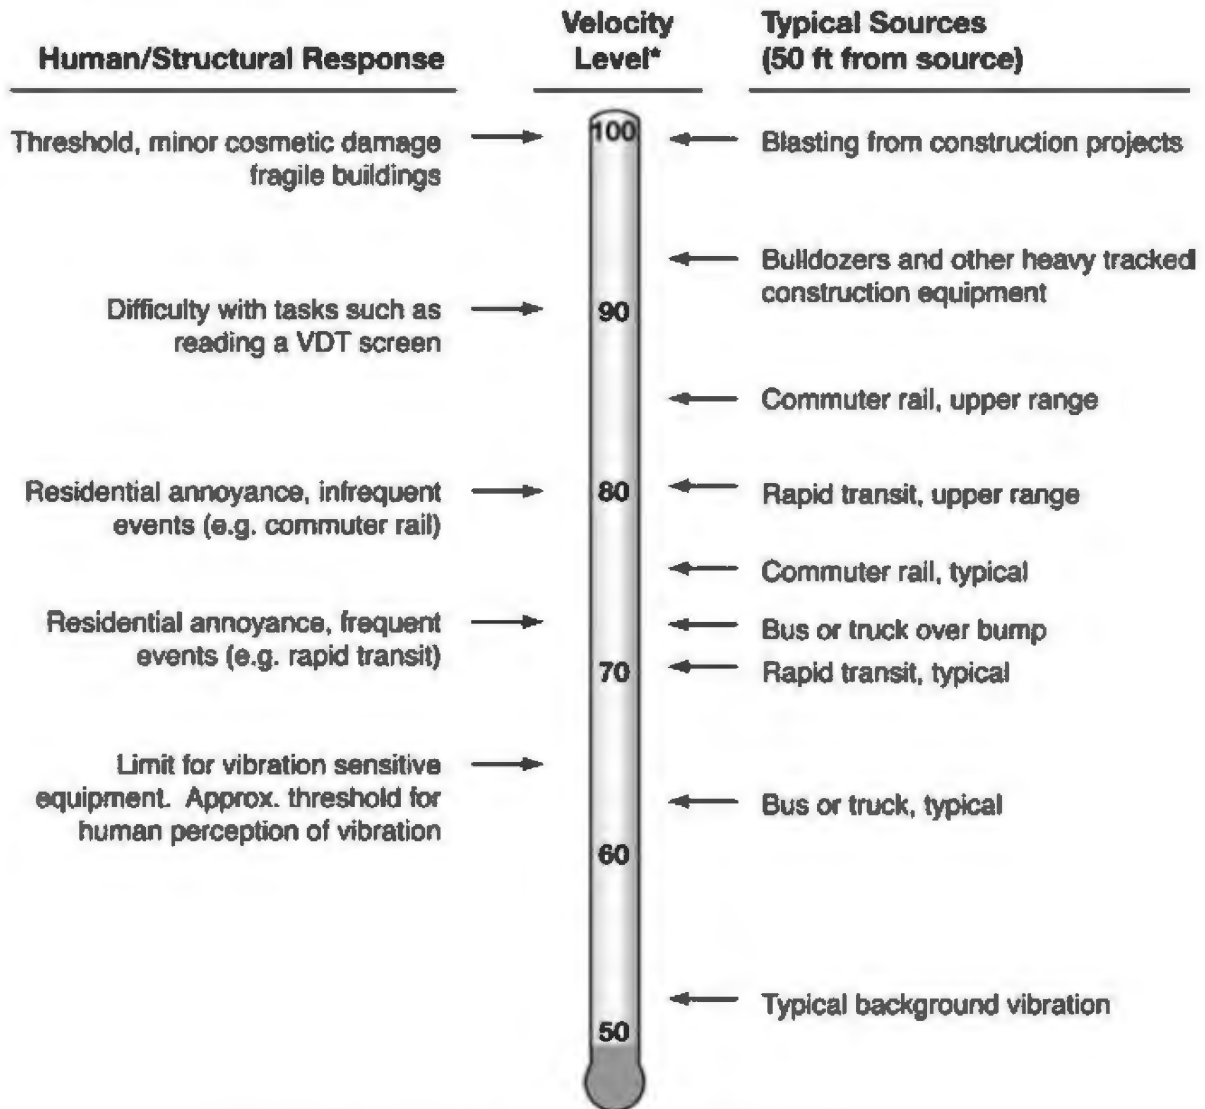 Human/Structural Response
Velocity
Level*
Typical Sources
(50 ft from source)
Threshold, minor cosmetic damage
fragile buildings
100
Blasting from construction projects
Bulldozers and other heavy tracked
construction equipment
Difficulty with tasks such as
reading a VDT screen
90
Commuter rail, upper range
Residential annoyance, infrequent
events (e.g. commuter rail)
80
Rapid transit, upper range
Commuter rail, typical
Residential annoyance, frequent
events (e.g. rapid transit)
Bus or truck over bump
70
Rapid transit, typical
Limit for vibration sensitive
equipment. Approx. threshold for
human perception of vibration
Bus or truck, typical
60
Typical background vibration
50